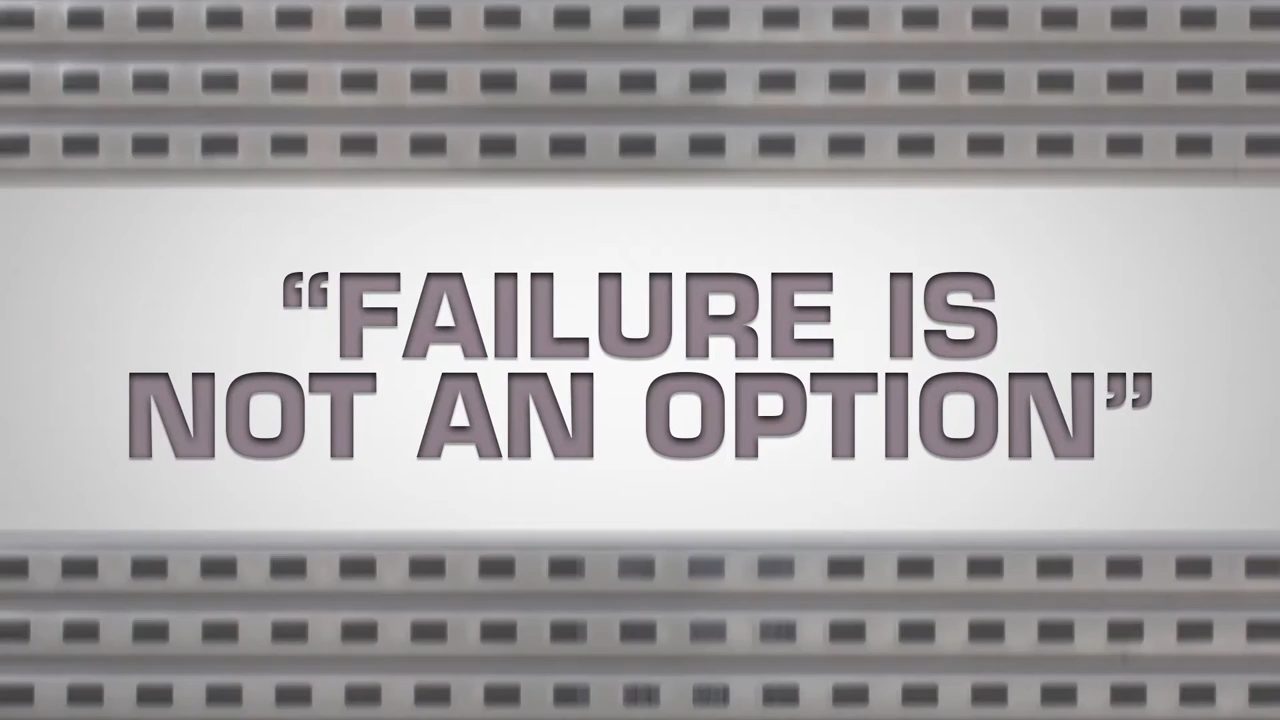 “FAILURE IS
NOT AN OPTION”